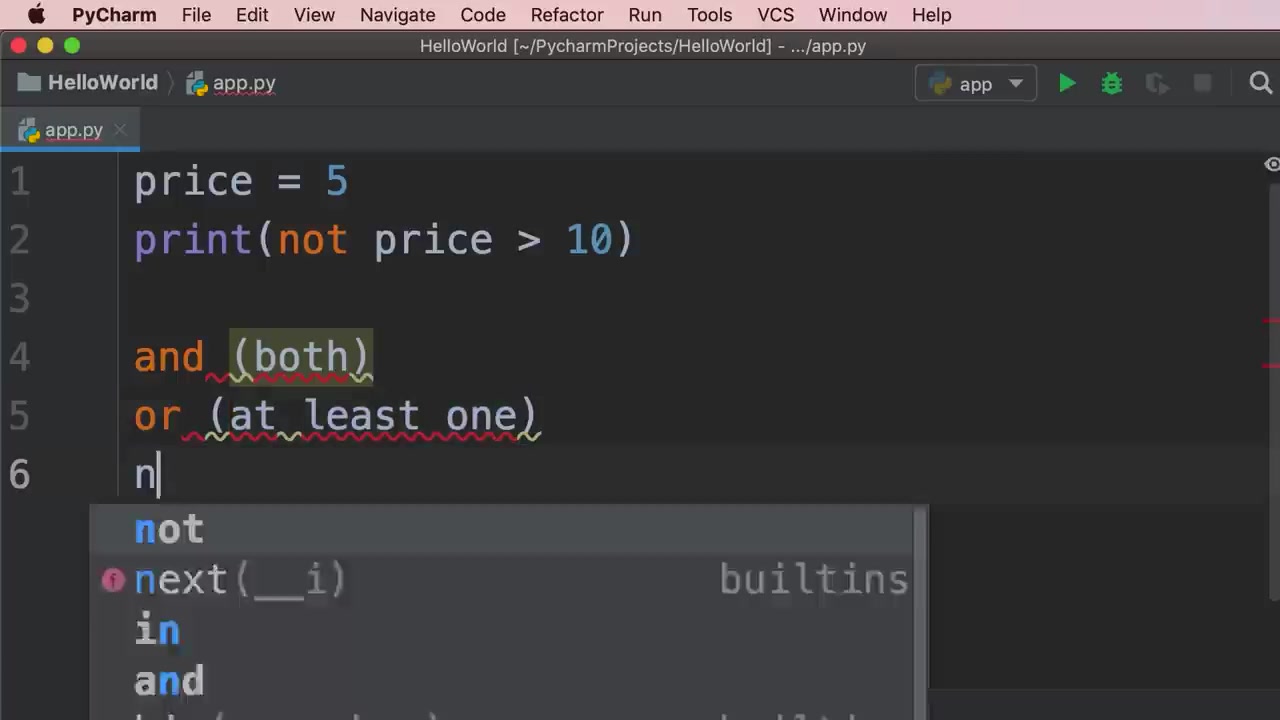 PyCharm File Edit View Navigate Code Refactor Run Tools VCS Window Help
HelloWorld [~/PycharmProjects/HelloWorld] - .../app.py
HelloWorld app.py app
app.py
1 price = 5
2 print(not price > 10)
3
4 and (both)
5 or (at least one)
6 n
not
next(__i) builtins
in
and